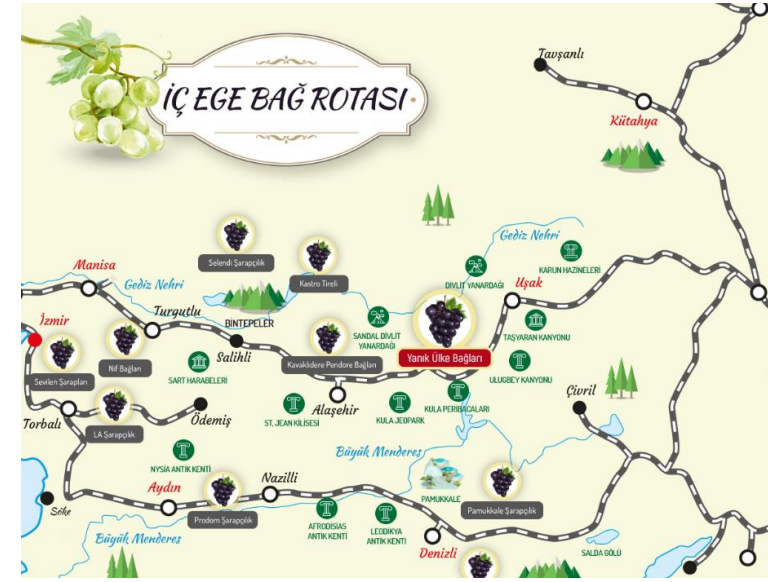 İÇ EGE BAĞ ROTASI
Tavşanlı
Kütahya
Gediz Nehri
KARUN HAZİNELERİ
Selendi Şarapçılık
Manisa
Gediz Nehri
Kastro Tireli
DİVLİT YANARDAĞI
Uşak
Turgutlu
BİNTEPELER
İzmir
SANDAL DİVLİT
YANARDAĞI
TAŞYARAN KANYONU
Salihli
Nif Bağları
Kavaklıdere Pendore Bağları
Yanık Ülke Bağları
Sevilen Şarapları
SART HARABELERİ
ULUGBEY KANYONU
Çivril
Alaşehir
KULA PERİBACALARI
Torbalı
LA Şarapçılık
Ödemiş
ST. JEAN KİLİSESİ
KULA JEOPARK
Büyük Menderes
NYSIA ANTİK KENTİ
Nazilli
Aydın
PAMUKKALE
Pamukkale Şarapçılık
Söke
Prodom Şarapçılık
AFRODİSİAS
ANTİK KENTİ
LEODİKYA
ANTİK KENTİ
Büyük Menderes
Denizli
SALDA GÖLÜ